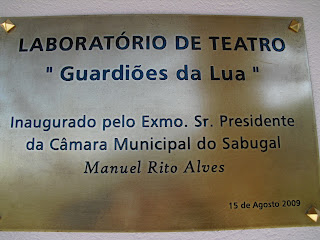 LABORATÓRIO DE TEATRO
" Guardiões da Lua "
Inaugurado pelo Exmo. Sr. Presidente
da Câmara Municipal do Sabugal
Manuel Rito Alves
15 de Agosto 2009